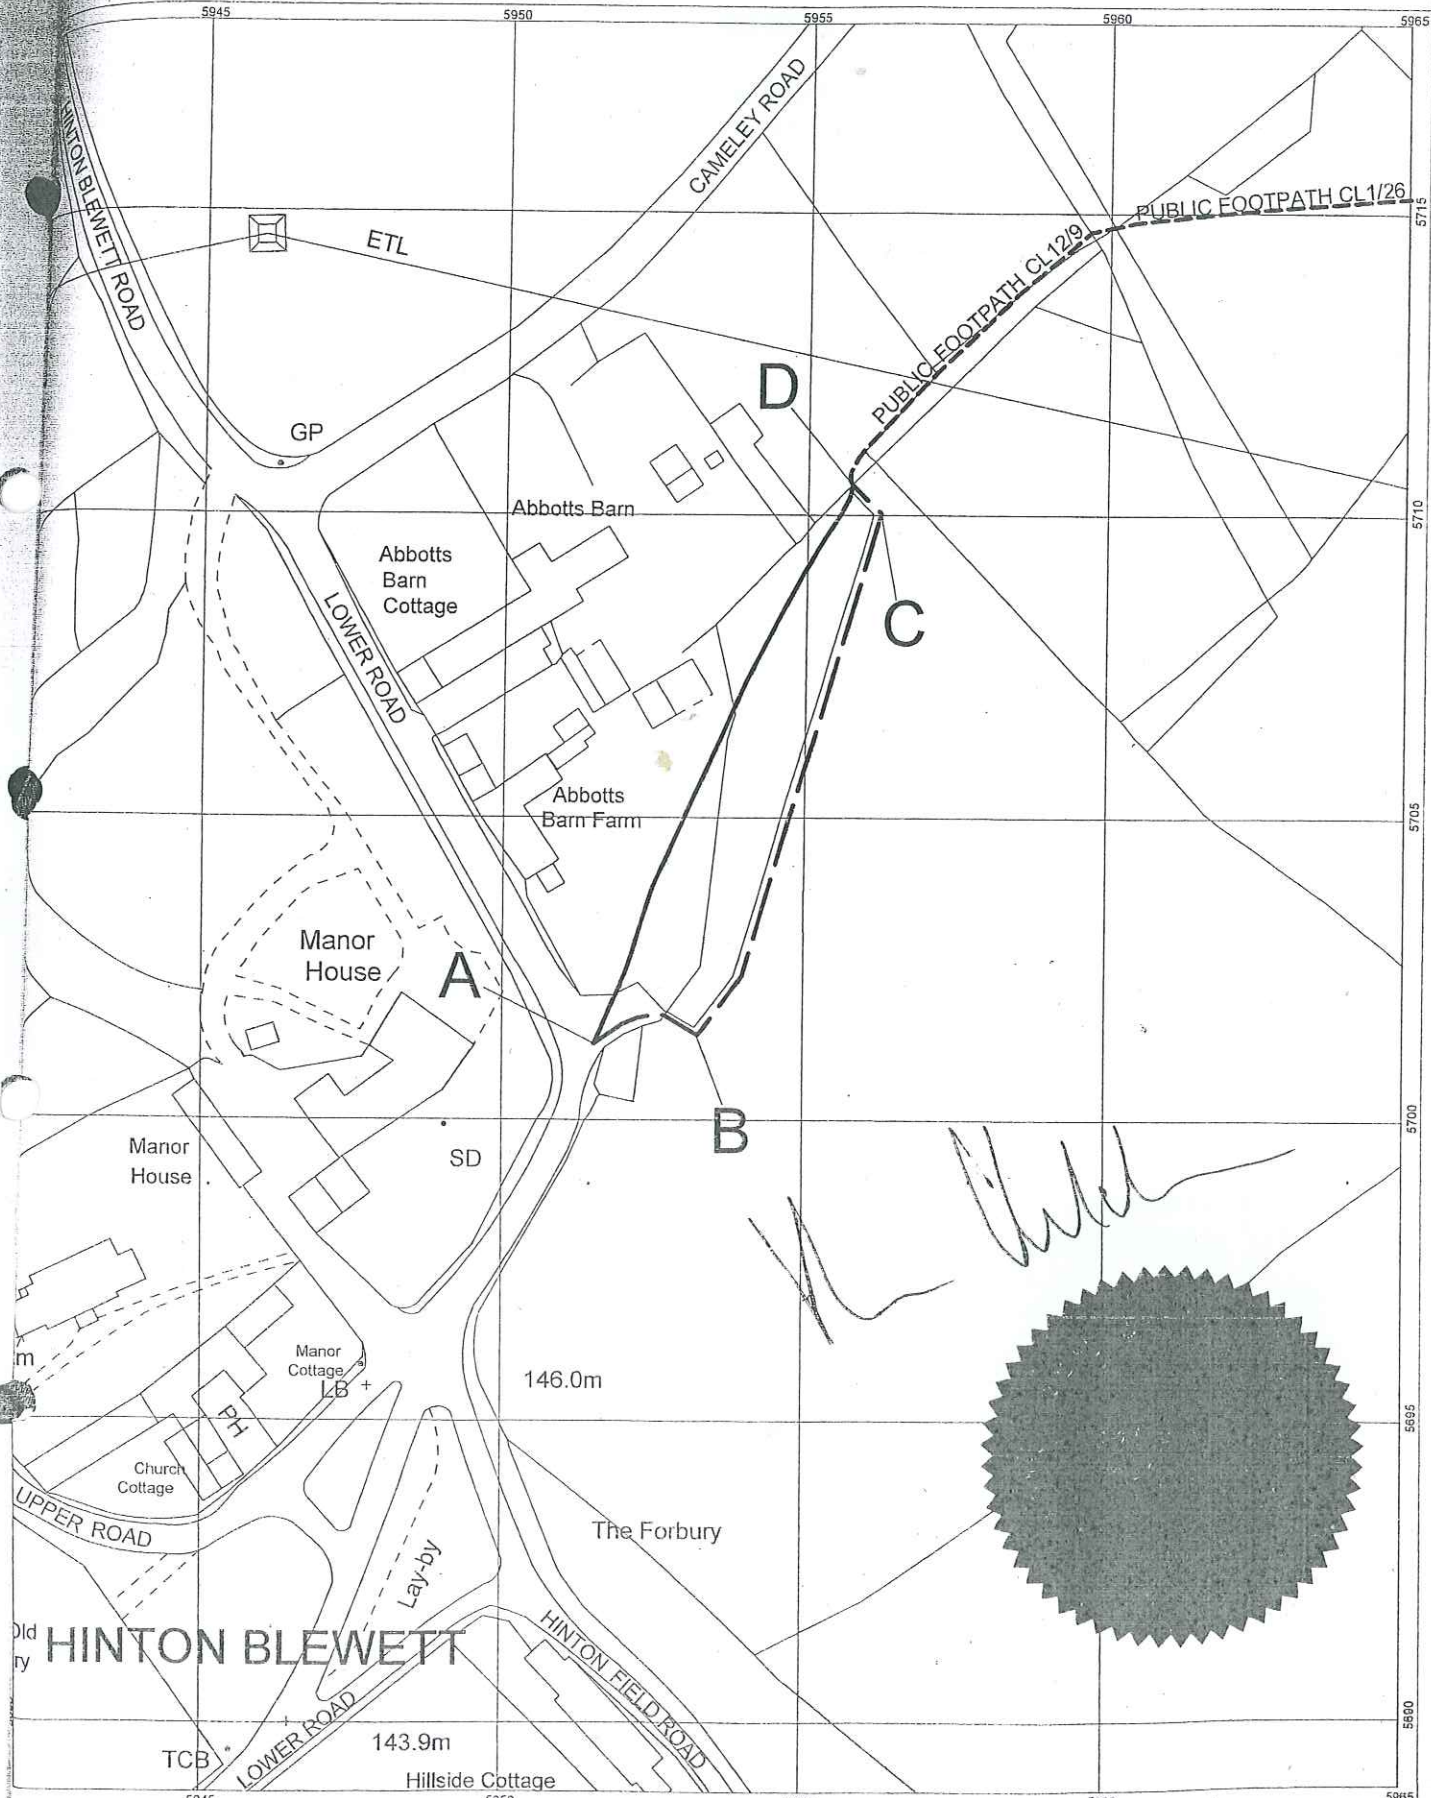 5945
5950
5955
5960
5965
HINTON BLEWETT ROAD
CAMELEY ROAD
PUBLIC FOOTPATH CL1/26
5715
ETL
PUBLIC FOOTPATH CL12/9
D
GP
Abbotts Barn
5710
Abbotts
Barn
Cottage
LOWER ROAD
C
Abbotts
Barn Farm
5705
Manor
House
A
B
5700
Manor
House
SD
m
Manor
Cottage
LB
146.0m
PH
5695
Church
Cottage
UPPER ROAD
The Forbury
Lay-by
HINTON BLEWETT
HINTON FIELD ROAD
LOWER ROAD
5690
TCB
143.9m
Hillside Cottage
5965